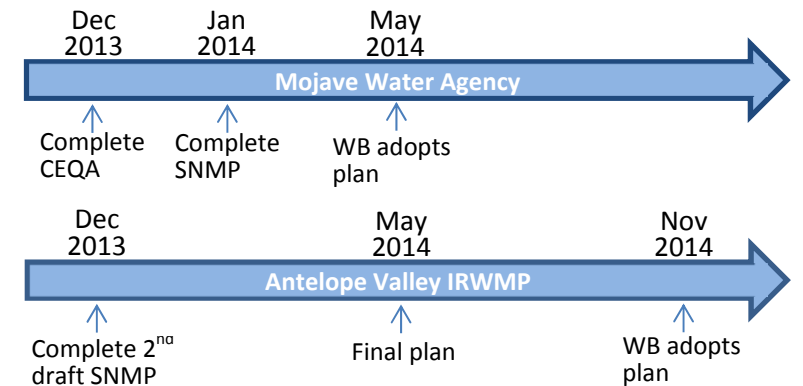 Dec Jan May
2013 2014 2014
Mojave Water Agency
Complete
CEQA
Complete
SNMP
WB adopts
plan
Dec May Nov
2013 2014 2014
Antelope Valley IRWMP
Complete 2nd
draft SNMP
Final plan
WB adopts
plan